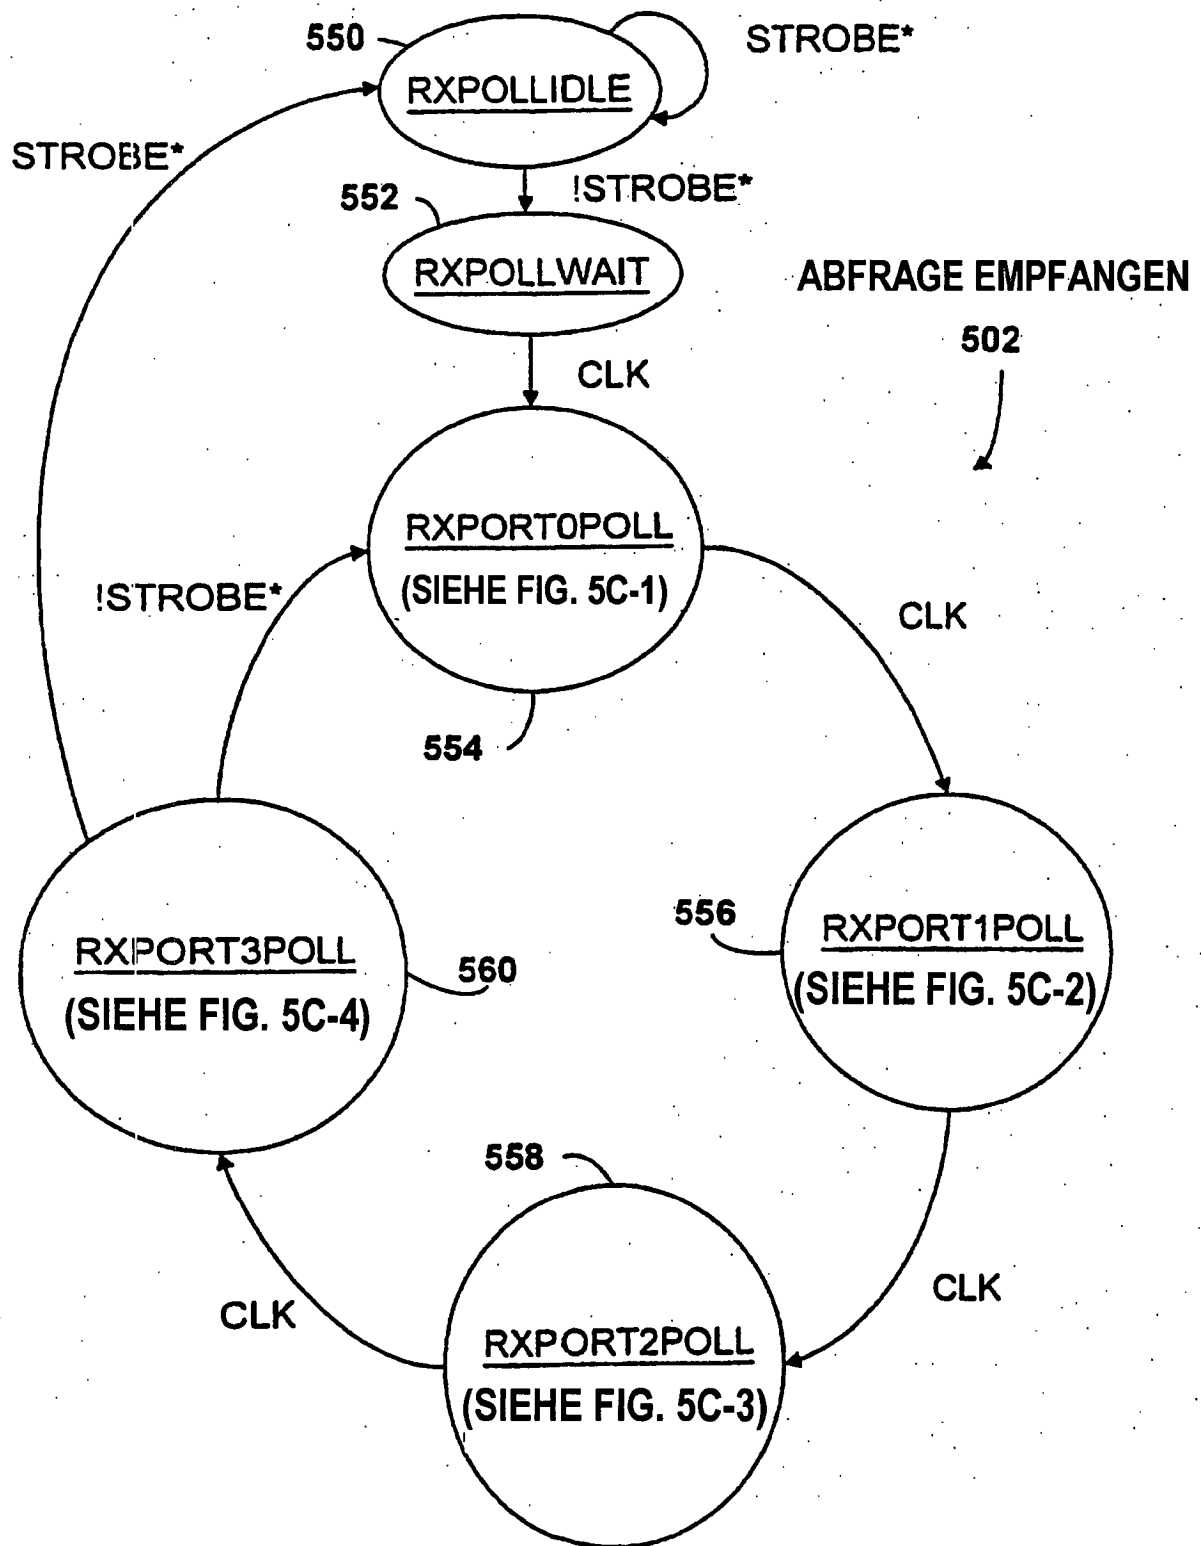 550
STROBE*
RXPOLLIDLE
STROBE*
552
!STROBE*
RXPOLLWAIT
ABFRAGE EMPFANGEN
502
CLK
RXPORT0POLL
(SIEHE FIG. 5C-1)
!STROBE*
CLK
554
556
RXPORT1POLL
(SIEHE FIG. 5C-2)
RXPORT3POLL
(SIEHE FIG. 5C-4)
560
558
CLK
CLK
RXPORT2POLL
(SIEHE FIG. 5C-3)